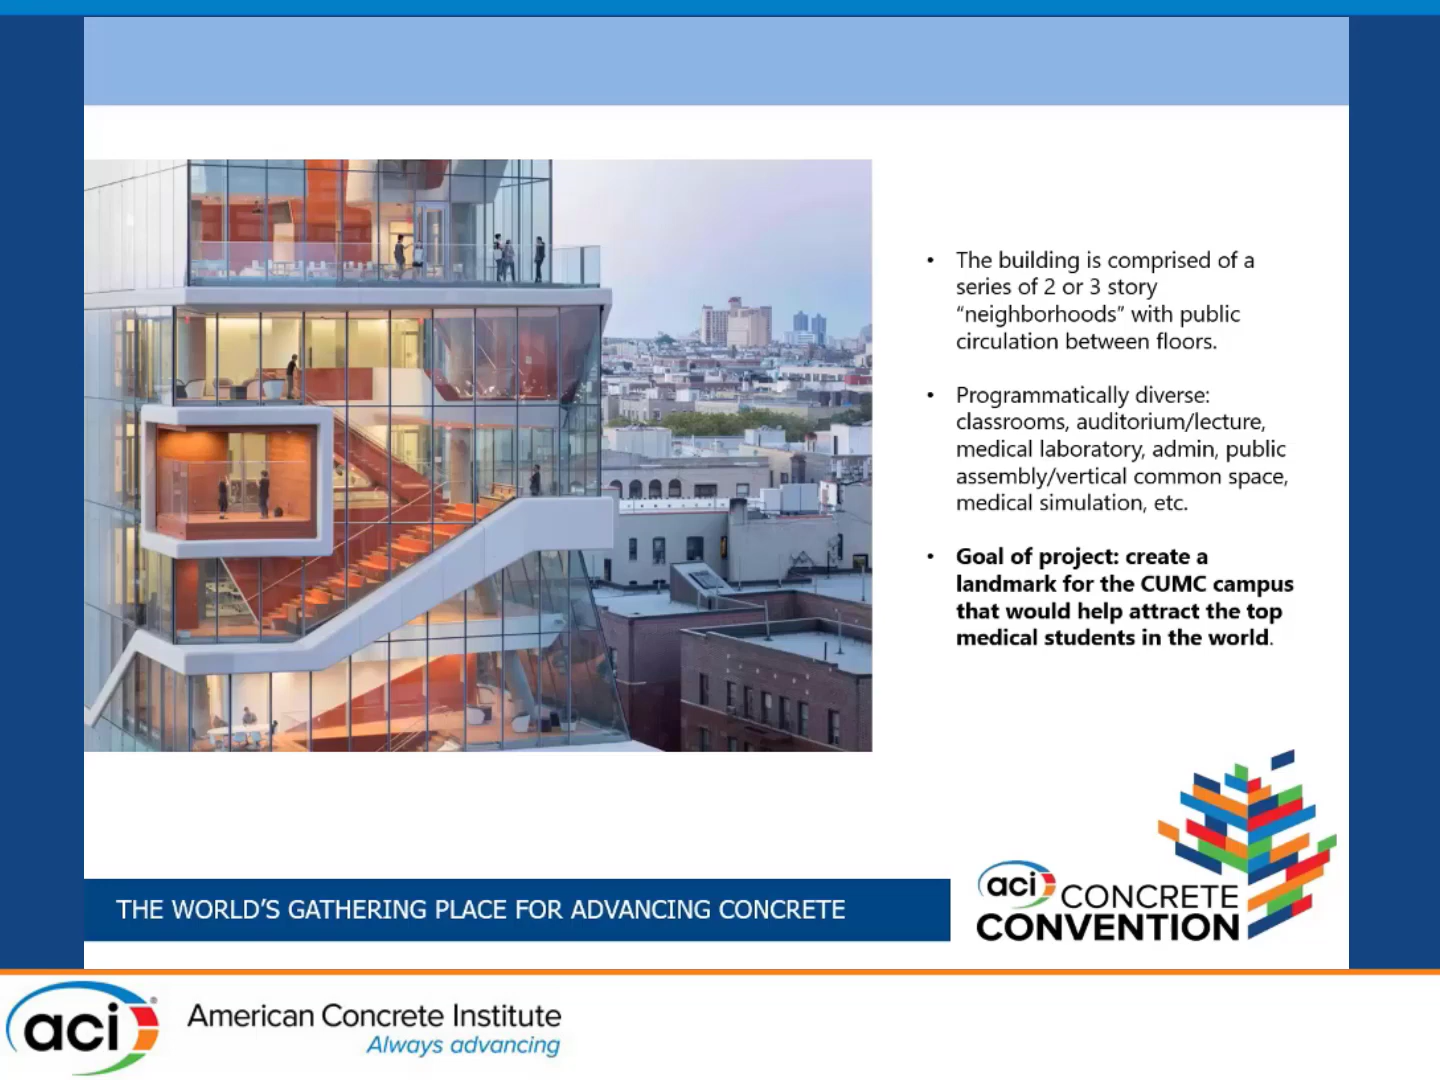 • The building is comprised of a
series of 2 or 3 story
“neighborhoods” with public
circulation between floors.
• Programmatically diverse:
classrooms, auditorium/lecture,
medical laboratory, admin, public
assembly/vertical common space,
medical simulation, etc.
• Goal of project: create a
landmark for the CUMC campus
that would help attract the top
medical students in the world.
THE WORLD’S GATHERING PLACE FOR ADVANCING CONCRETE
aci CONCRETE
CONVENTION
aci®
American Concrete Institute
Always advancing